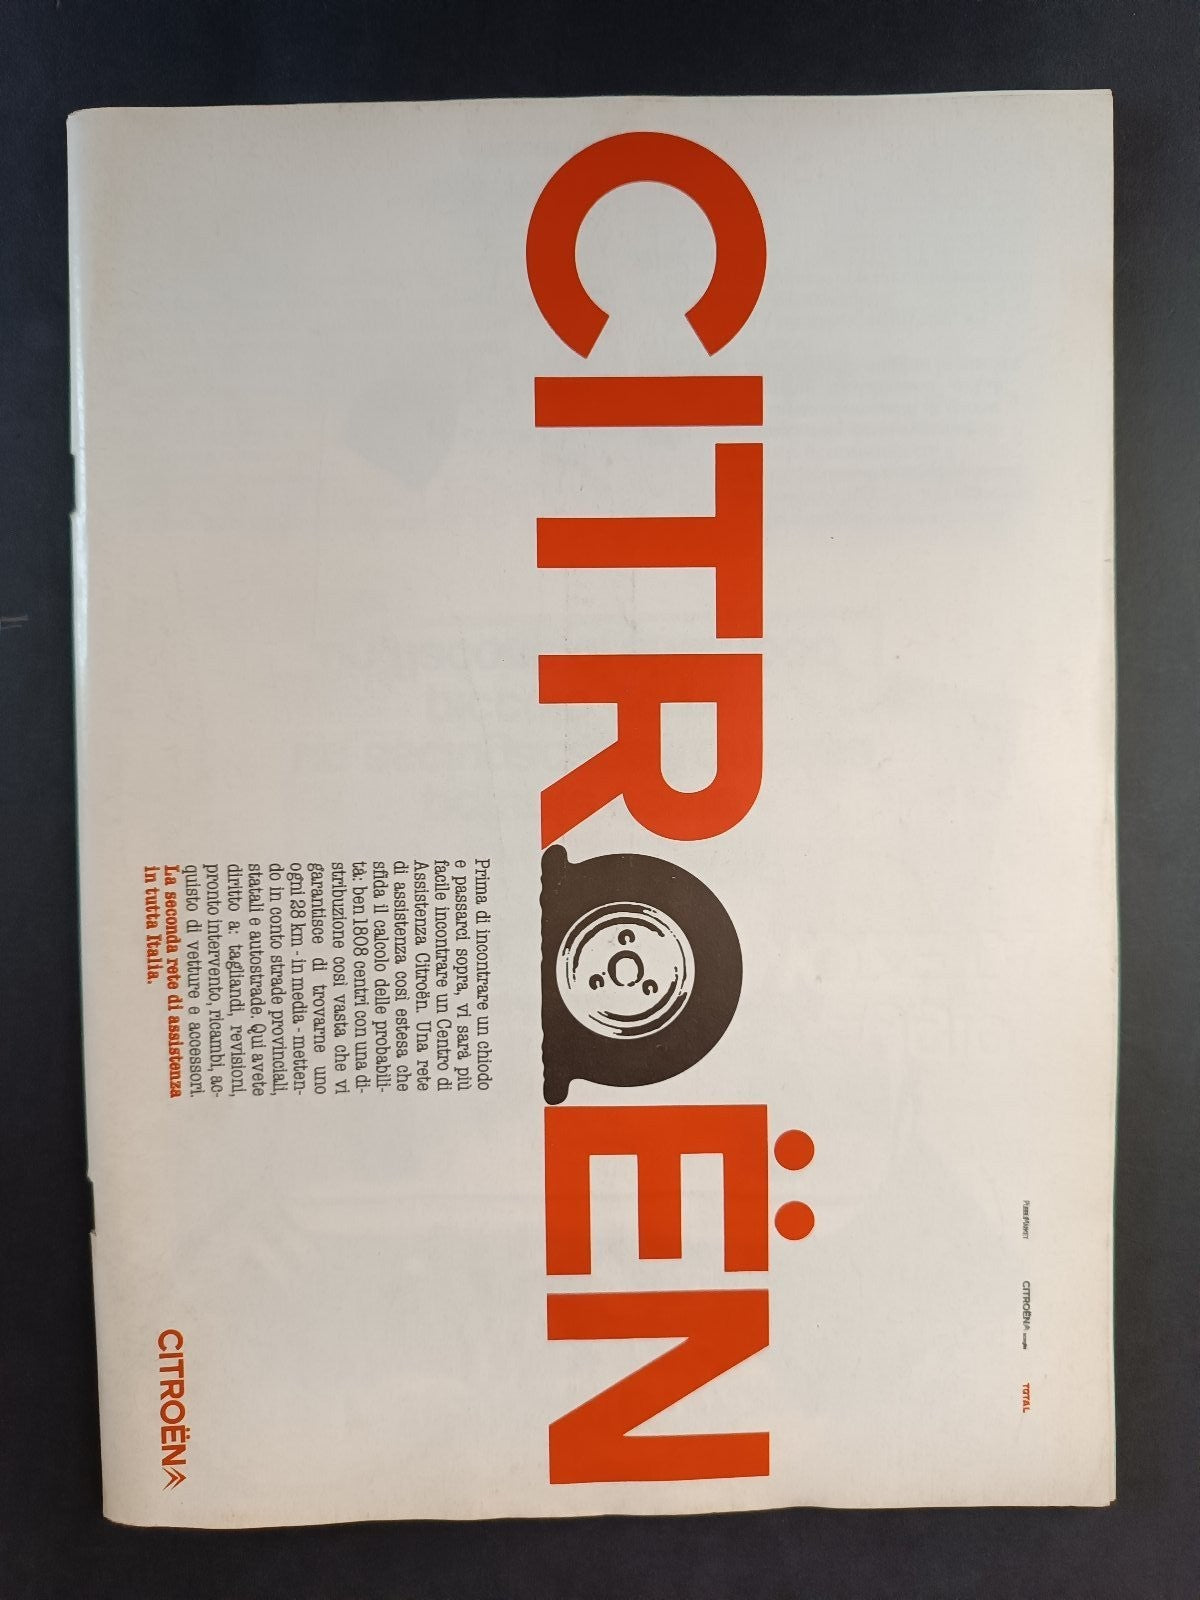 CITROËN
Prima di incontrare un chiodo
e passarci sopra, vi sarà più
facile incontrare un Centro di
Assistenza Citroën. Una rete
di assistenza così estesa che
sfida il calcolo delle probabili-
tà: ben 1808 centri con una di-
stribuzione così vasta che vi
garantisce di trovarne uno
ogni 28 km - in media - metten-
do in conto strade provinciali,
statali e autostrade. Qui avete
diritto a: tagliandi, revisioni,
pronto intervento, ricambi, ac-
quisto di vetture e accessori.
La seconda rete di assistenza
in tutta Italia.
CITROËN
CITROËN
TOTAL